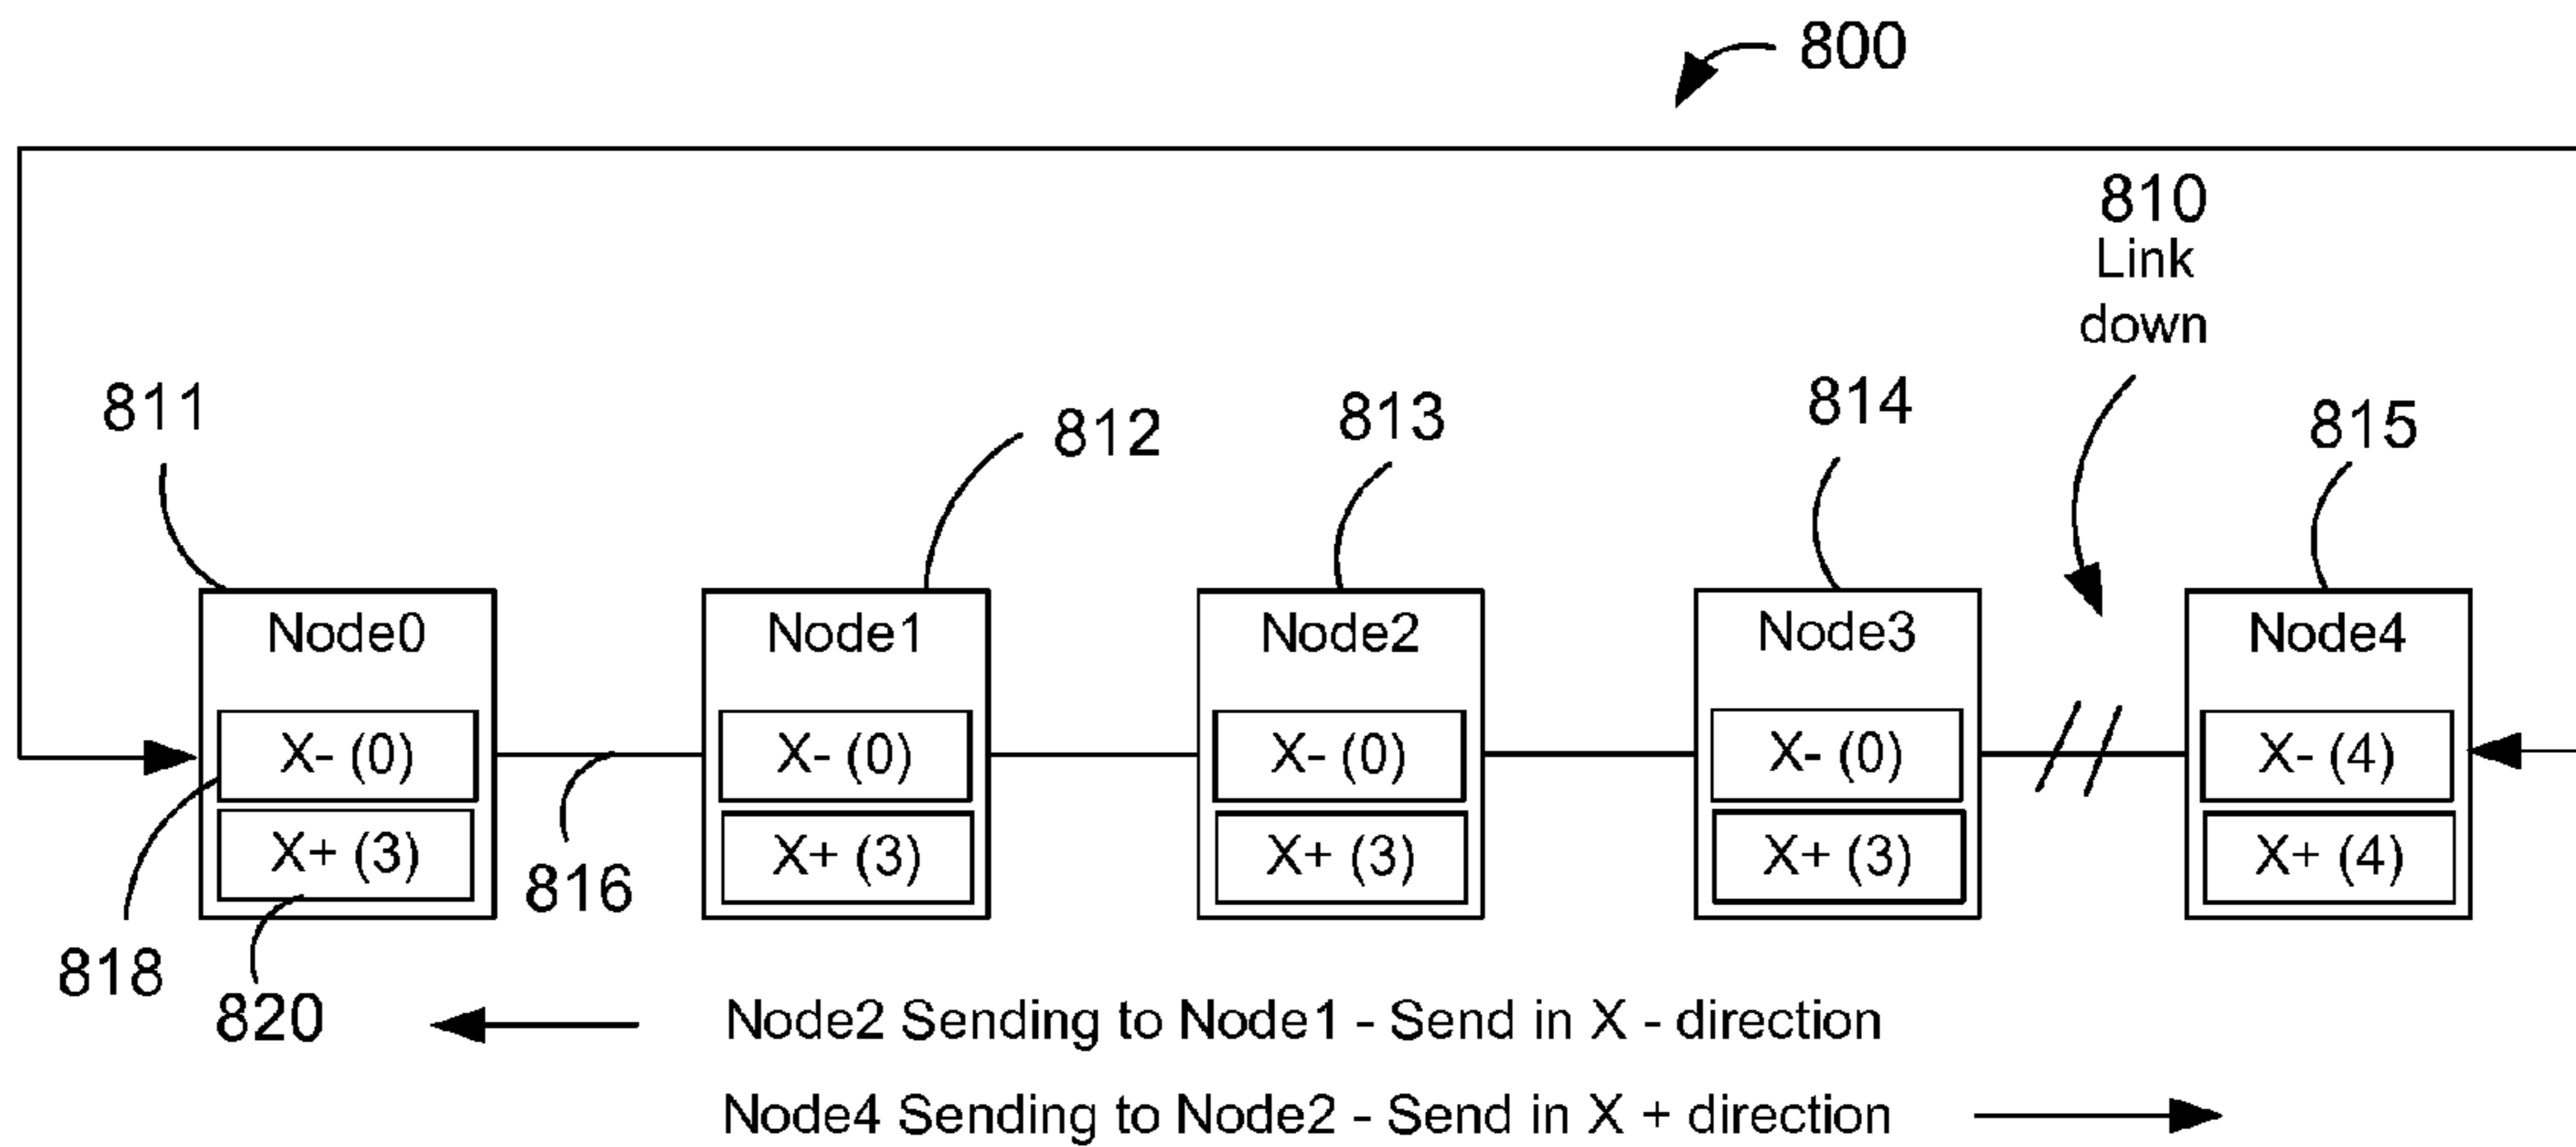 800
810
Link
down
811
812
813
814
815
Node0
Node1
Node2
Node3
Node4
X- (0)
X- (0)
X- (0)
X- (0)
X- (4)
X+ (3)
X+ (3)
X+ (3)
X+ (3)
X+ (4)
816
818
820
Node2 Sending to Node1 - Send in X - direction
Node4 Sending to Node2 - Send in X + direction